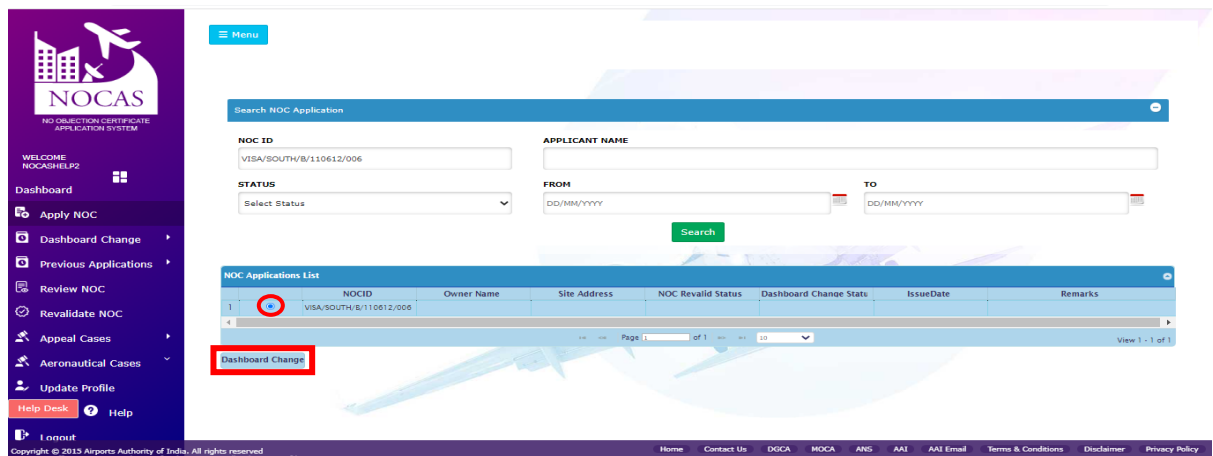 NOCAS
NO OBJECTION CERTIFICATE
APPLICATION SYSTEM
WELCOME
NOCASHELP2
Dashboard
Apply NOC
Dashboard Change
Previous Applications
Review NOC
Revalidate NOC
Appeal Cases
Aeronautical Cases
Update Profile
Help Desk
Help
Logout
Menu
Search NOC Application
NOC ID APPLICANT NAME
VISA/SOUTH/B/110612/006
STATUS FROM TO
Select Status DD/MM/YYYY DD/MM/YYYY
Search
NOC Applications List
NOCID Owner Name Site Address NOC Revalid Status Dashboard Change Statu IssueDate Remarks
1 VISA/SOUTH/B/110612/006
Page 1 of 1 10 View 1 - 1 of 1
Dashboard Change
Copyright © 2015 Airports Authority of India. All rights reserved Home Contact Us DGCA MOCA ANS AAI AAI Email Terms & Conditions Disclaimer Privacy Policy